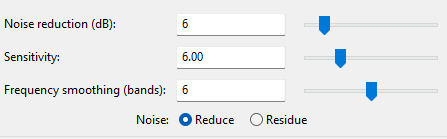 Noise reduction (dB): 6
Sensitivity: 6.00
Frequency smoothing (bands): 6
Noise: Reduce Residue